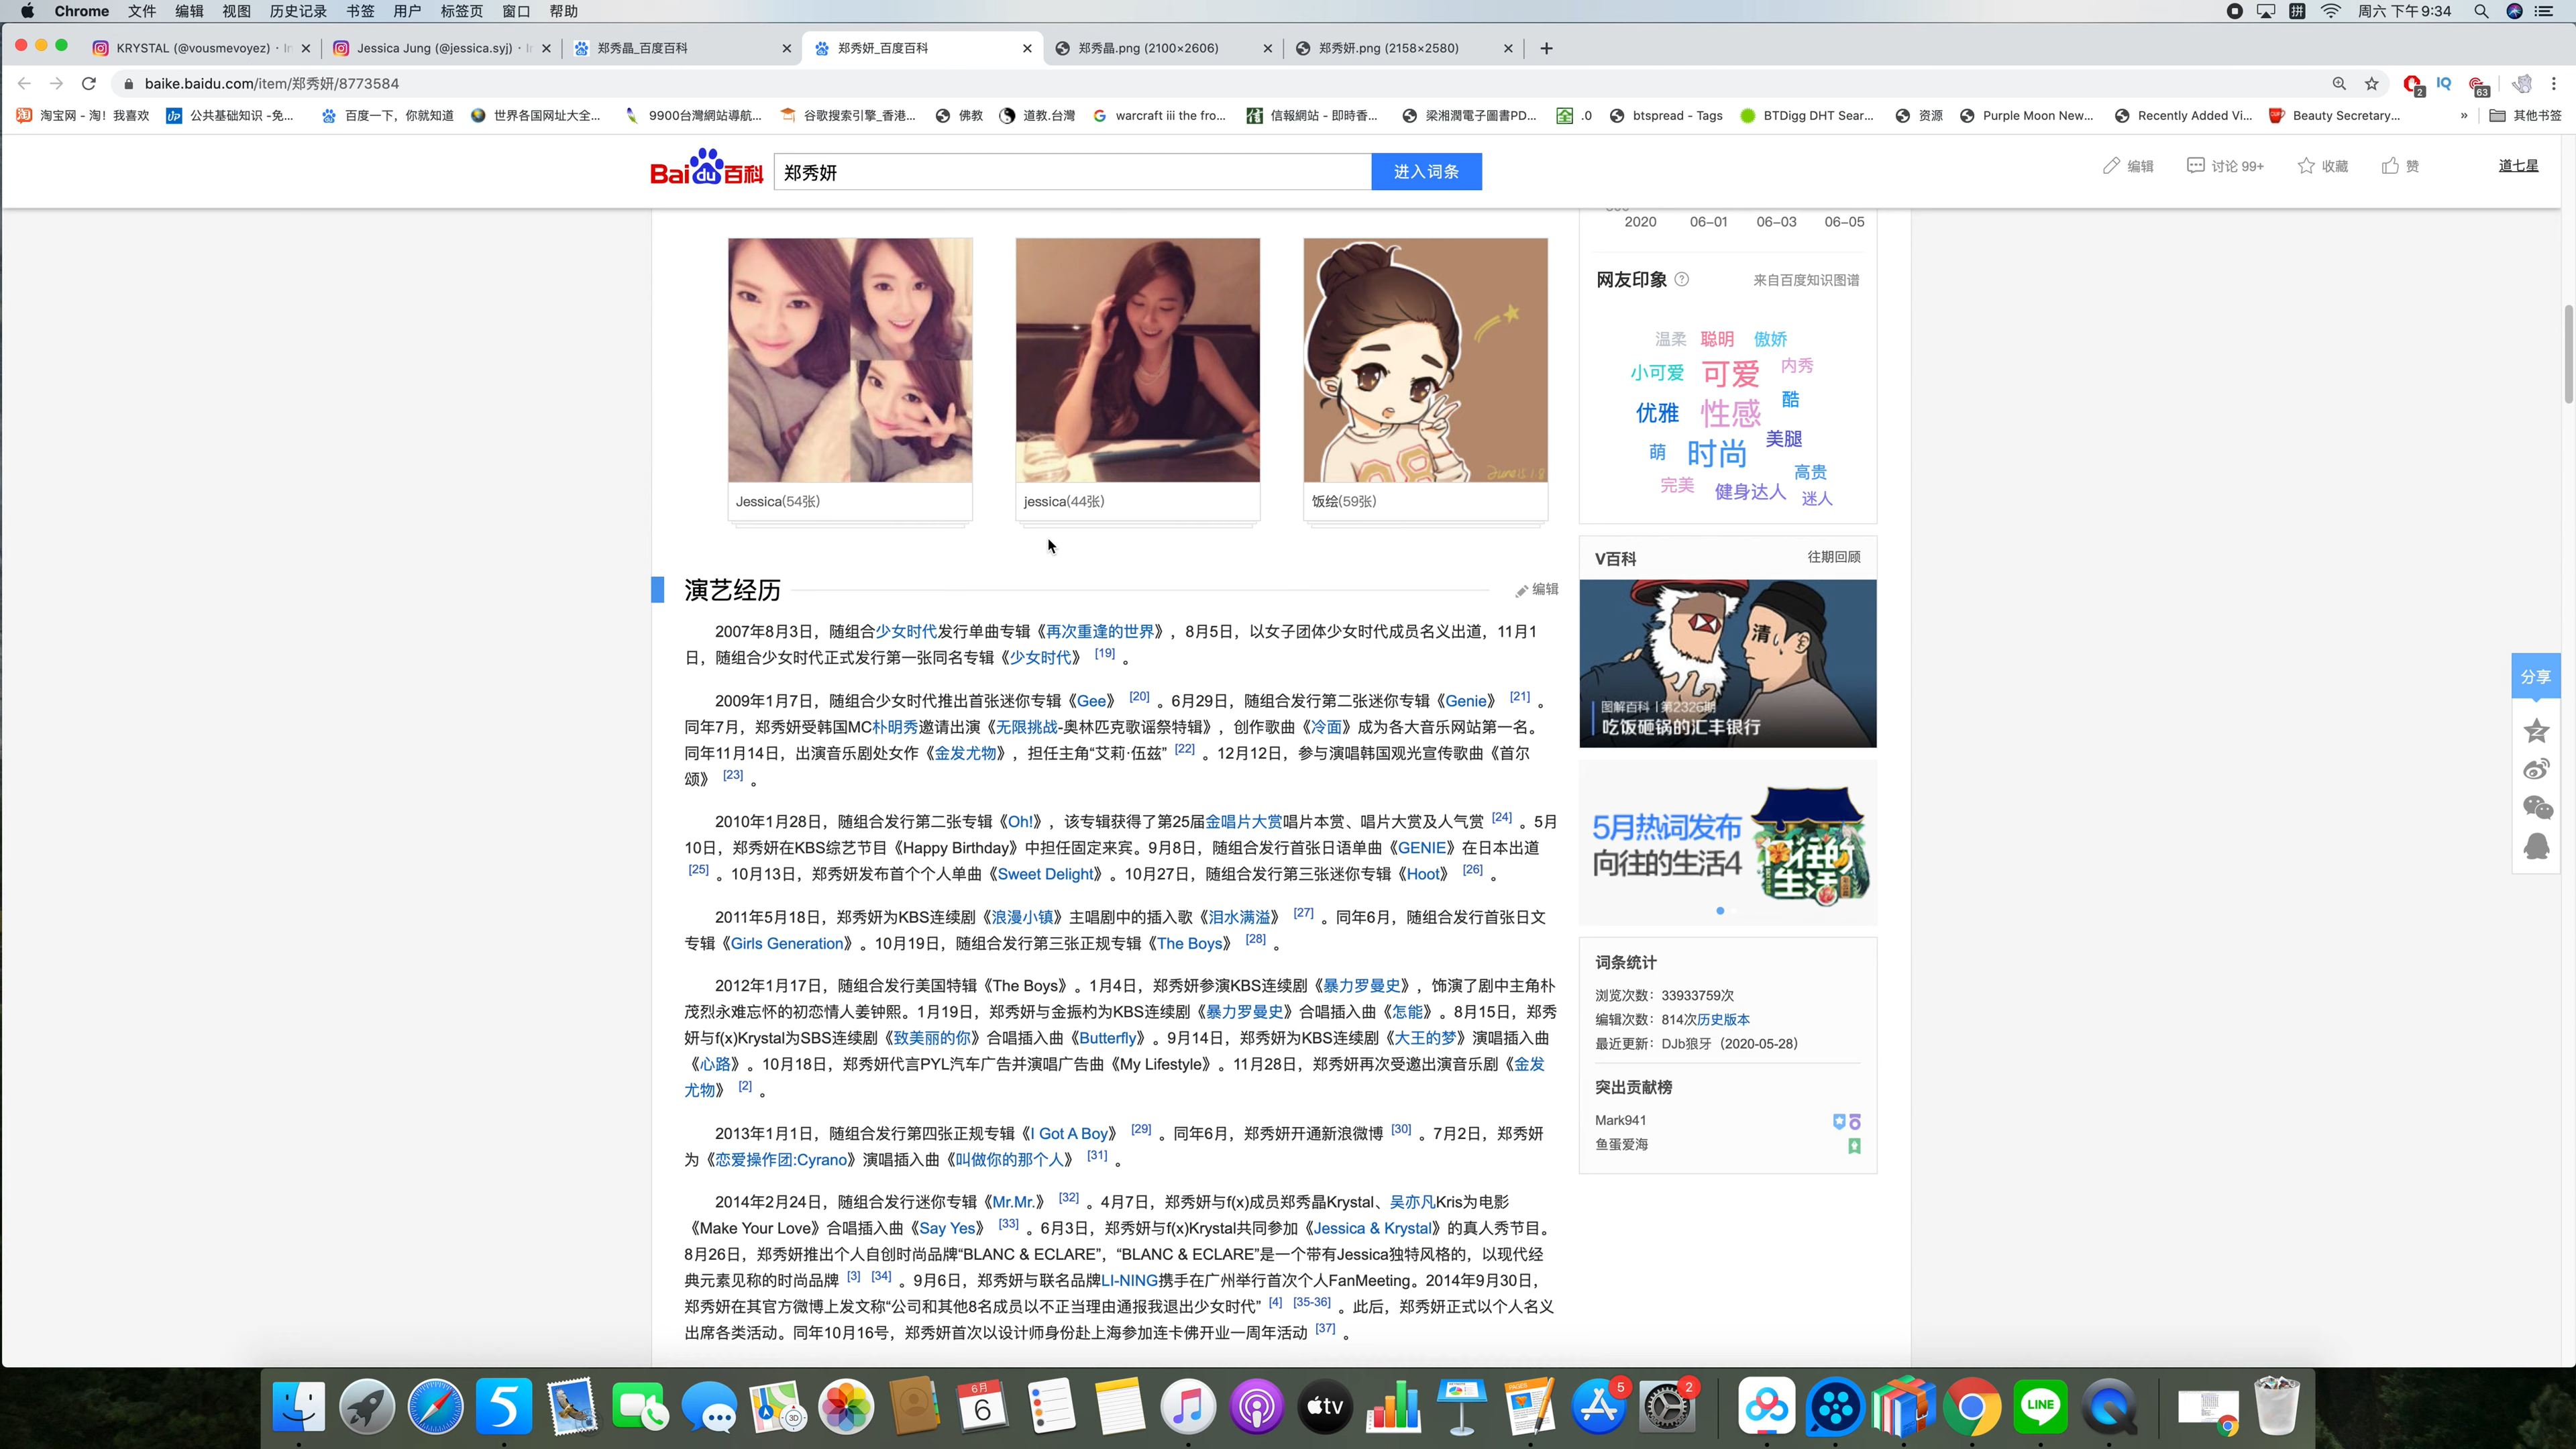 Chrome 文件 编辑 视图 历史记录 书签 用户 标签页 窗口 帮助 周六 下午9:34
KRYSTAL (@vousmevoyez) · In Jessica Jung (@jessica.syj) · I 郑秀晶_百度百科 郑秀妍_百度百科 郑秀晶.png (2100×2606) 郑秀妍.png (2158×2580)
baike.baidu.com/item/郑秀妍/8773584 2 IQ 63
淘宝网 - 淘！我喜欢 公共基础知识 -免... 百度一下，你就知道 世界各国网址大全... 9900台灣網站導航... 谷歌搜索引擎_香港... 佛教 道教.台灣 warcraft iii the fro... 信報網站 - 即時香... 梁湘潤電子圖書PD... .0 btspread - Tags BTDigg DHT Sear... 资源 Purple Moon New... Recently Added Vi... Beauty Secretary... » 其他书签
Bai du 百科 郑秀妍 进入词条 编辑 讨论 99+ 收藏 赞 道七星
2020 06-01 06-03 06-05
网友印象 ? 来自百度知识图谱
温柔 聪明 傲娇
小可爱 可爱 内秀
优雅 性感 酷
萌 时尚 美腿
高贵
完美 健身达人 迷人
Jessica(54张) jessica(44张) 饭绘(59张)
V百科 往期回顾
清
图解百科 | 第2326期
吃饭砸锅的汇丰银行
5月热词发布
向往的生活4
向往的生活
词条统计
浏览次数：33933759次
编辑次数：814次历史版本
最近更新：DJb狼牙（2020-05-28）
突出贡献榜
Mark941
鱼蛋爱海
分享
演艺经历 编辑
2007年8月3日，随组合少女时代发行单曲专辑《再次重逢的世界》，8月5日，以女子团体少女时代成员名义出道，11月1
日，随组合少女时代正式发行第一张同名专辑《少女时代》 [19] 。
2009年1月7日，随组合少女时代推出首张迷你专辑《Gee》 [20] 。6月29日，随组合发行第二张迷你专辑《Genie》 [21] 。
同年7月，郑秀妍受韩国MC朴明秀邀请出演《无限挑战-奥林匹克歌谣祭特辑》，创作歌曲《冷面》成为各大音乐网站第一名。
同年11月14日，出演音乐剧处女作《金发尤物》，担任主角“艾莉·伍兹” [22] 。12月12日，参与演唱韩国观光宣传歌曲《首尔
颂》 [23] 。
2010年1月28日，随组合发行第二张专辑《Oh!》，该专辑获得了第25届金唱片大赏唱片本赏、唱片大赏及人气赏 [24] 。5月
10日，郑秀妍在KBS综艺节目《Happy Birthday》中担任固定来宾。9月8日，随组合发行首张日语单曲《GENIE》在日本出道
[25] 。10月13日，郑秀妍发布首个个人单曲《Sweet Delight》。10月27日，随组合发行第三张迷你专辑《Hoot》 [26] 。
2011年5月18日，郑秀妍为KBS连续剧《浪漫小镇》主唱剧中的插入歌《泪水满溢》 [27] 。同年6月，随组合发行首张日文
专辑《Girls Generation》。10月19日，随组合发行第三张正规专辑《The Boys》 [28] 。
2012年1月17日，随组合发行美国特辑《The Boys》。1月4日，郑秀妍参演KBS连续剧《暴力罗曼史》，饰演了剧中主角朴
茂烈永难忘怀的初恋情人姜钟熙。1月19日，郑秀妍与金振杓为KBS连续剧《暴力罗曼史》合唱插入曲《怎能》。8月15日，郑秀
妍与f(x)Krystal为SBS连续剧《致美丽的你》合唱插入曲《Butterfly》。9月14日，郑秀妍为KBS连续剧《大王的梦》演唱插入曲
《心路》。10月18日，郑秀妍代言PYL汽车广告并演唱广告曲《My Lifestyle》。11月28日，郑秀妍再次受邀出演音乐剧《金发
尤物》 [2] 。
2013年1月1日，随组合发行第四张正规专辑《I Got A Boy》 [29] 。同年6月，郑秀妍开通新浪微博 [30] 。7月2日，郑秀妍
为《恋爱操作团:Cyrano》演唱插入曲《叫做你的那个人》 [31] 。
2014年2月24日，随组合发行迷你专辑《Mr.Mr.》 [32] 。4月7日，郑秀妍与f(x)成员郑秀晶Krystal、吴亦凡Kris为电影
《Make Your Love》合唱插入曲《Say Yes》 [33] 。6月3日，郑秀妍与f(x)Krystal共同参加《Jessica & Krystal》的真人秀节目。
8月26日，郑秀妍推出个人自创时尚品牌“BLANC & ECLARE”，“BLANC & ECLARE”是一个带有Jessica独特风格的，以现代经
典元素见称的时尚品牌 [3] [34] 。9月6日，郑秀妍与联名品牌LI-NING携手在广州举行首次个人FanMeeting。2014年9月30日，
郑秀妍在其官方微博上发文称“公司和其他8名成员以不正当理由通报我退出少女时代” [4] [35-36] 。此后，郑秀妍正式以个人名义
出席各类活动。同年10月16号，郑秀妍首次以设计师身份赴上海参加连卡佛开业一周年活动 [37] 。
5 3D 6月 6 tv 5 2 LINE